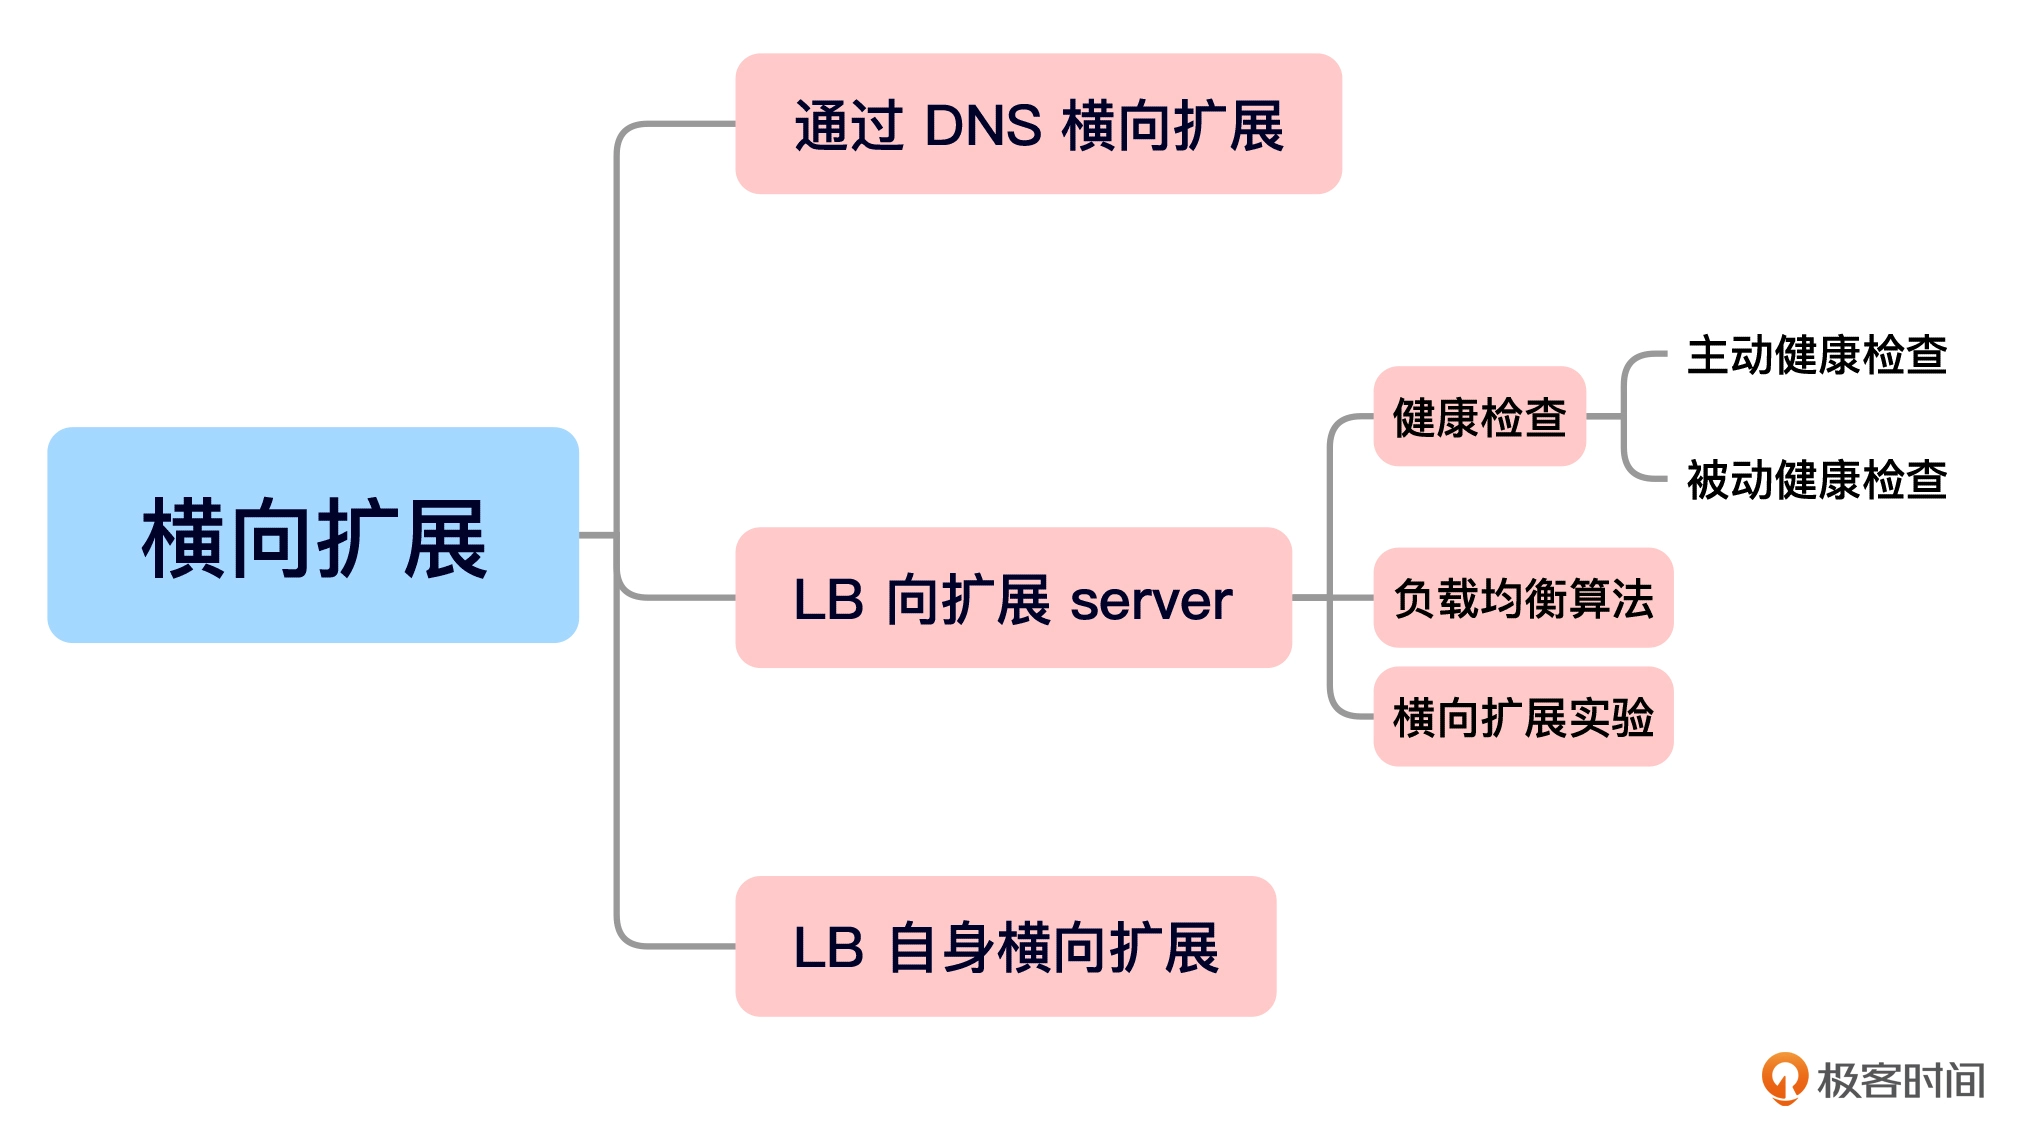 通过 DNS 横向扩展
主动健康检查
健康检查
被动健康检查
横向扩展
LB 向扩展 server
负载均衡算法
横向扩展实验
LB 自身横向扩展
极客时间